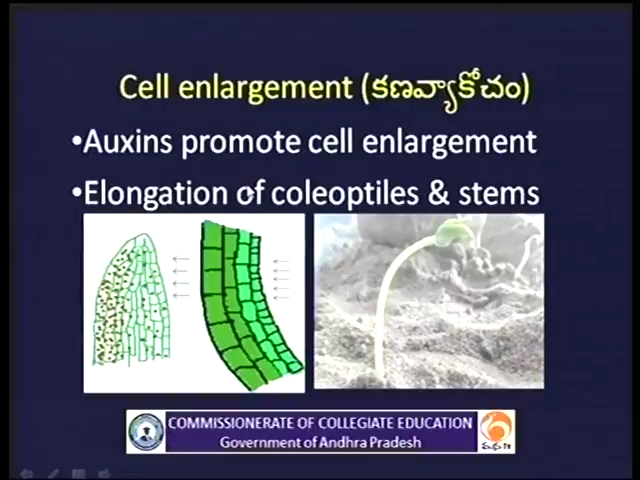 Cell enlargement (కణవ్యాకోచం)
•Auxins promote cell enlargement
•Elongation of coleoptiles & stems
COMMISSIONERATE OF COLLEGIATE EDUCATION
Government of Andhra Pradesh